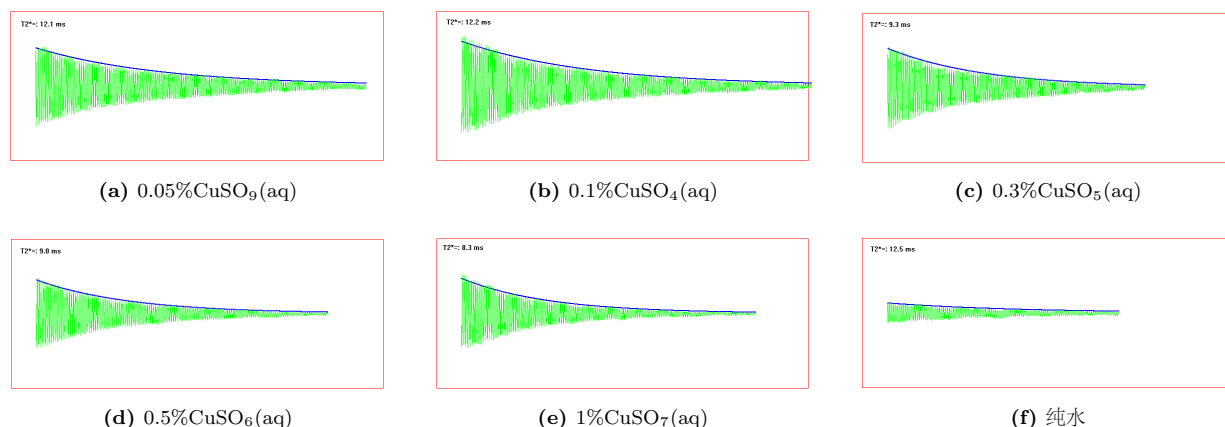 T2*=: 12.1 ms
T2*=: 12.2 ms
T2*=: 9.3 ms
(a) 0.05%CuSO₉(aq)
(b) 0.1%CuSO₄(aq)
(c) 0.3%CuSO₅(aq)
T2*=: 9.0 ms
T2*=: 8.3 ms
T2*=: 12.5 ms
(d) 0.5%CuSO₆(aq)
(e) 1%CuSO₇(aq)
(f) 纯水